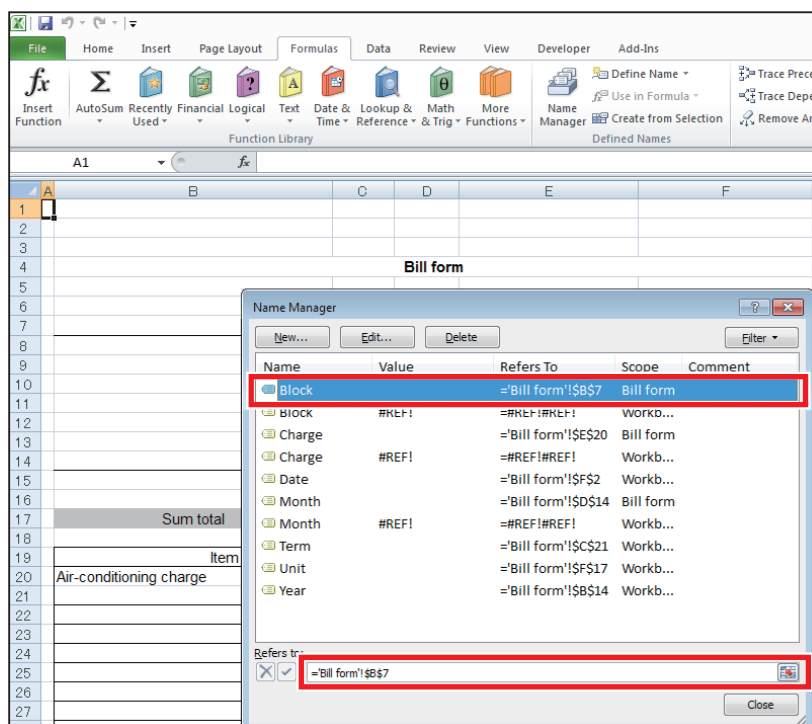 File Home Insert Page Layout Formulas Data Review View Developer Add-Ins
fx Σ ? A θ
Insert Function AutoSum Recently Used Financial Logical Text Date & Time Lookup & Reference Math & Trig More Functions
Name Manager
Define Name
Use in Formula
Create from Selection
Trace Prece
Trace Depe
Remove Ar
Function Library Defined Names
A1 fx
A B C D E F
1
2
3
4 Bill form
5
6 Name Manager ?
7 New... Edit... Delete Filter
8
9 Name Value Refers To Scope Comment
10 Block ='Bill form'!$B$7 Bill form
11 Block #REF! =#REF!#REF! Workb...
12 Charge ='Bill form'!$E$20 Bill form
13 Charge #REF! =#REF!#REF! Workb...
14 Date ='Bill form'!$F$2 Workb...
15 Month ='Bill form'!$D$14 Bill form
16 Month #REF! =#REF!#REF! Workb...
17 Sum total Term ='Bill form'!$C$21 Workb...
18 Unit ='Bill form'!$F$17 Workb...
19 Item Year ='Bill form'!$B$14 Workb...
20 Air-conditioning charge
21
22
23
24 Refers to:
25 ='Bill form'!$B$7
26 Close
27